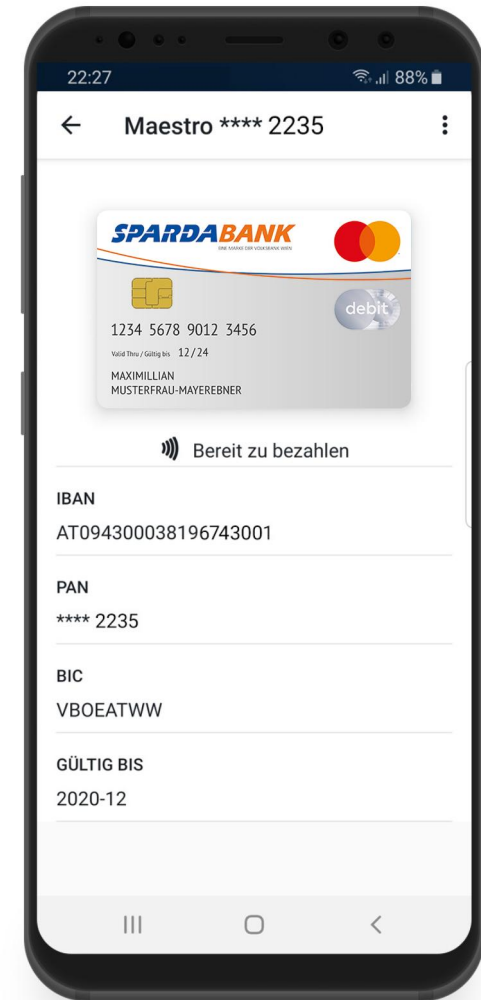 22:27
88%
Maestro **** 2235
SPARDABANK
EINE MARKE DER VOLKSBANK WIEN
debit
1234 5678 9012 3456
Valid Thru / Gültig bis 12/24
MAXIMILLIAN
MUSTERFRAU-MAYEREBNER
Bereit zu bezahlen
IBAN
AT094300038196743001
PAN
**** 2235
BIC
VBOEATWW
GÜLTIG BIS
2020-12